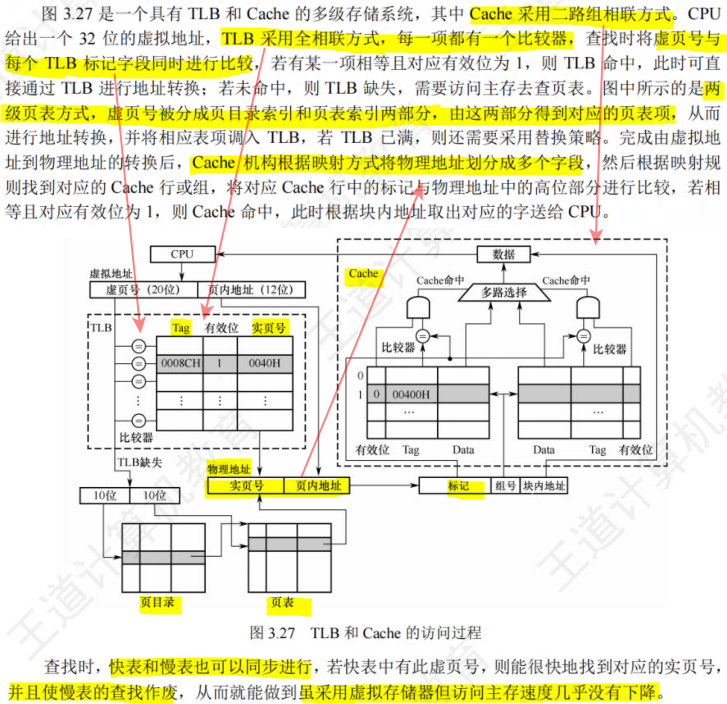 图 3.27 是一个具有 TLB 和 Cache 的多级存储系统，其中 Cache 采用二路组相联方式。CPU
给出一个 32 位的虚拟地址，TLB 采用全相联方式，每一项都有一个比较器，查找时将虚页号与
每个 TLB 标记字段同时进行比较，若有某一项相等且对应有效位为 1，则 TLB 命中，此时可直
接通过 TLB 进行地址转换；若未命中，则 TLB 缺失，需要访问主存去查页表。图中所示的是两
级页表方式，虚页号被分成页目录索引和页表索引两部分，由这两部分得到对应的页表项，从而
进行地址转换，并将相应表项调入 TLB，若 TLB 已满，则还需要采用替换策略。完成由虚拟地
址到物理地址的转换后，Cache 机构根据映射方式将物理地址划分成多个字段，然后根据映射规
则找到对应的 Cache 行或组，将对应 Cache 行中的标记与物理地址中的高位部分进行比较，若相
等且对应有效位为 1，则 Cache 命中，此时根据块内地址取出对应的字送给 CPU。
CPU
虚拟地址
虚页号（20位） 页内地址（12位）
TLB
Tag 有效位 实页号
=
0008CH 1 0040H
=
=
⋮ ⋮ ⋮ ⋮
=
比较器
TLB缺失
10位 10位
页目录
页表
物理地址
实页号 页内地址
数据
Cache
Cache命中 Cache命中
多路选择
= =
比较器 比较器
0
1 0 00400H
… …
有效位 Tag Data Data Tag 有效位
标记 组号 块内地址
图 3.27 TLB 和 Cache 的访问过程
查找时，快表和慢表也可以同步进行，若快表中有此虚页号，则能很快地找到对应的实页号，
并且使慢表的查找作废，从而就能做到虽采用虚拟存储器但访问主存速度几乎没有下降。
王道计算机教育